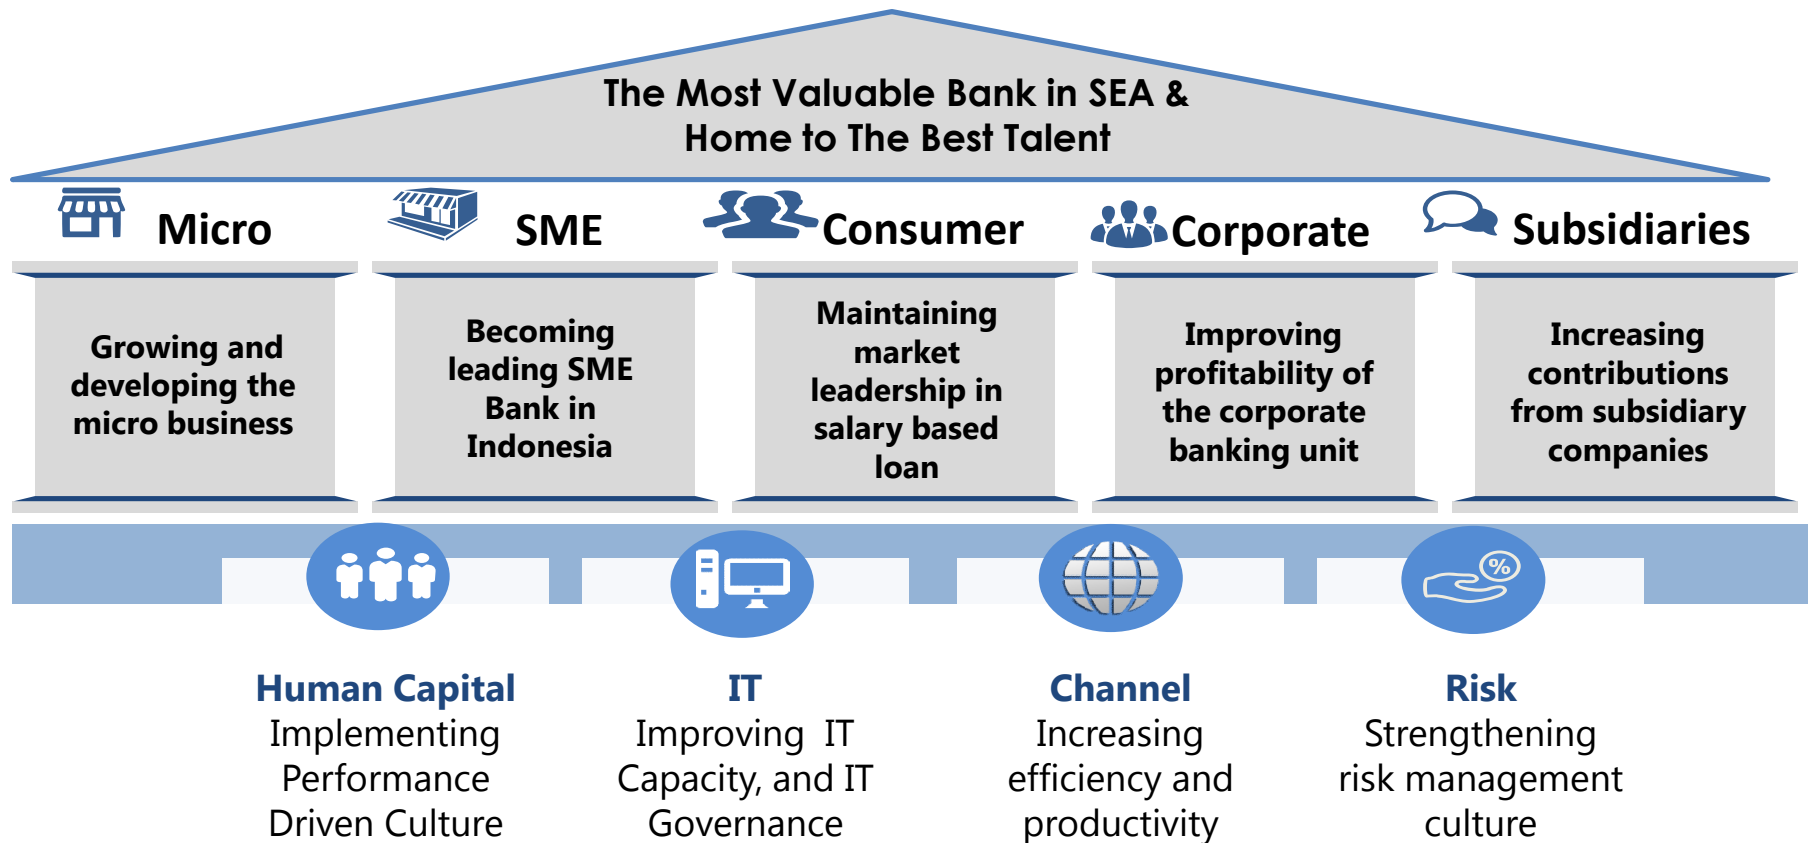 The Most Valuable Bank in SEA &
Home to The Best Talent
Micro
SME
Consumer
Corporate
Subsidiaries
Growing and
developing the
micro business
Becoming
leading SME
Bank in
Indonesia
Maintaining
market
leadership in
salary based
loan
Improving
profitability of
the corporate
banking unit
Increasing
contributions
from subsidiary
companies
%
Human Capital
Implementing
Performance
Driven Culture
IT
Improving IT
Capacity, and IT
Governance
Channel
Increasing
efficiency and
productivity
Risk
Strengthening
risk management
culture